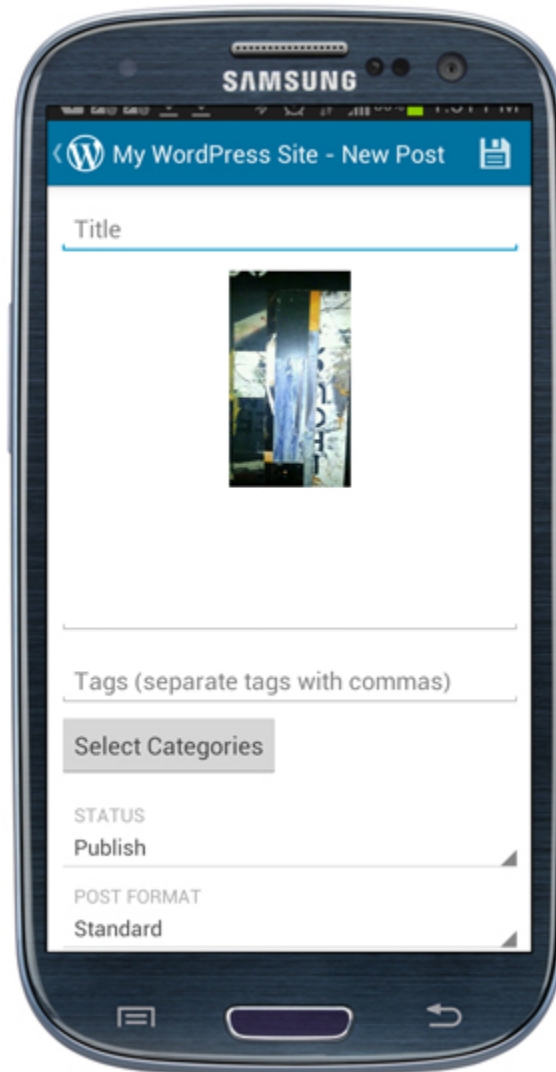 SAMSUNG
My WordPress Site - New Post
Title
Tags (separate tags with commas)
Select Categories
STATUS
Publish
POST FORMAT
Standard